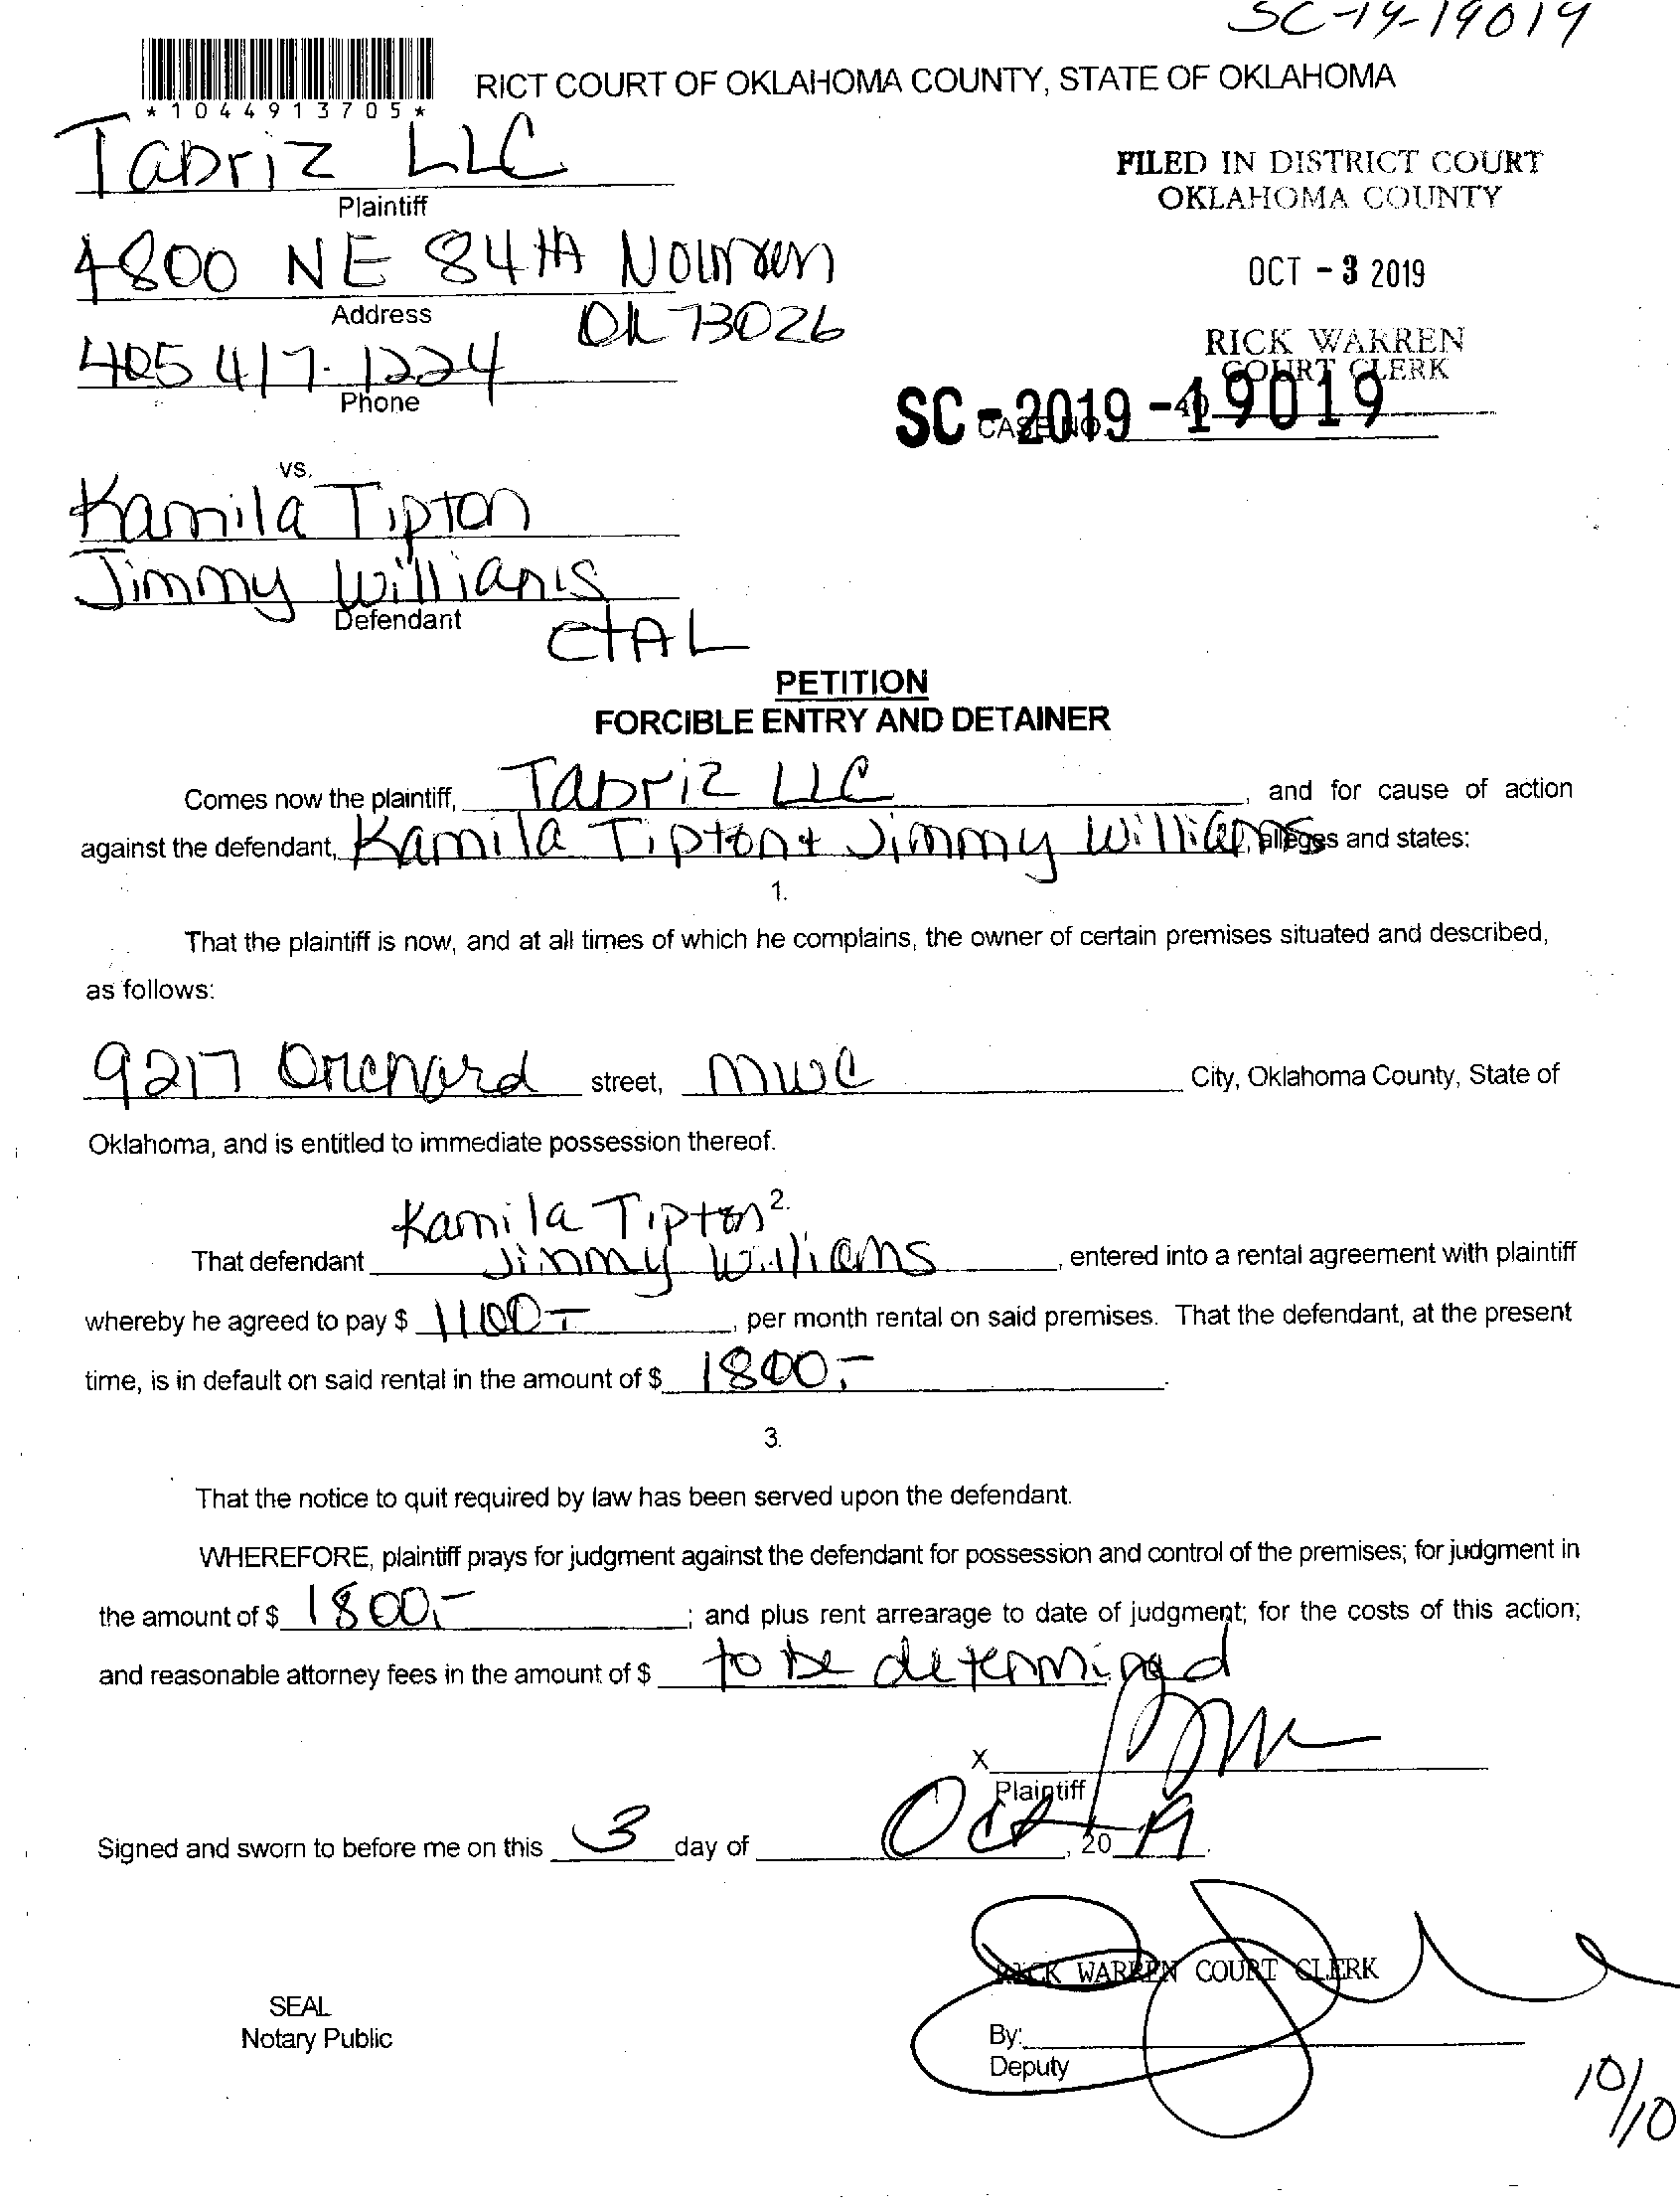 SC-19-19019
*1044913705*
RICT COURT OF OKLAHOMA COUNTY, STATE OF OKLAHOMA
Tabriz LLC
Plaintiff
FILED IN DISTRICT COURT
OKLAHOMA COUNTY
4800 NE 84th
Address
OK 73026
OCT - 3 2019
405 417-1224
Phone
RICK WARREN
COURT CLERK
SC-2019-19019
CASE NO.
vs.
Kamila Tipton
Jimmy Williams
Defendant
etAL
PETITION
FORCIBLE ENTRY AND DETAINER
Comes now the plaintiff, Tabriz LLC, and for cause of action
against the defendant, Kamila Tipton + Jimmy Williams, alleges and states:
1.
That the plaintiff is now, and at all times of which he complains, the owner of certain premises situated and described,
as follows:
9217 Orchard street, MWC City, Oklahoma County, State of
Oklahoma, and is entitled to immediate possession thereof.
2.
Kamila Tipton
That defendant Jimmy Williams, entered into a rental agreement with plaintiff
whereby he agreed to pay $ 1100-, per month rental on said premises. That the defendant, at the present
time, is in default on said rental in the amount of $ 1800,-.
3.
That the notice to quit required by law has been served upon the defendant.
WHEREFORE, plaintiff prays for judgment against the defendant for possession and control of the premises; for judgment in
the amount of $ 1800,-; and plus rent arrearage to date of judgment; for the costs of this action;
and reasonable attorney fees in the amount of $ to be determined
X
Plaintiff
Signed and sworn to before me on this 3 day of Oct, 2019.
RICK WARREN COURT CLERK
SEAL
Notary Public
By:
Deputy
10/10